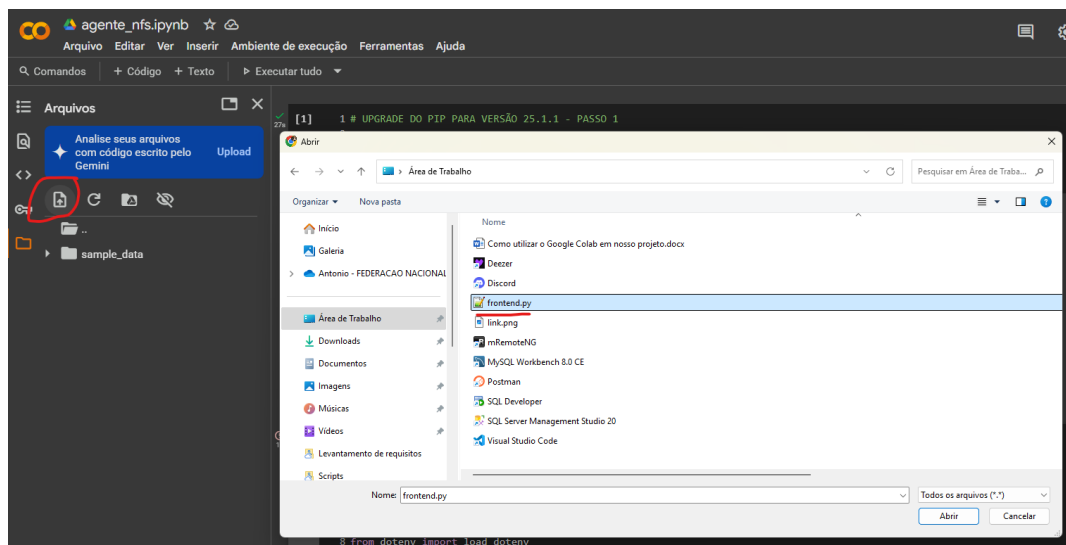 agente_nfs.ipynb
Arquivo Editar Ver Inserir Ambiente de execução Ferramentas Ajuda
Comandos + Código + Texto Executar tudo
Arquivos
Analise seus arquivos
com código escrito pelo
Gemini
Upload
..
sample_data
[1]
27s
1 # UPGRADE DO PIP PARA VERSÃO 25.1.1 - PASSO 1
Abrir
Área de Trabalho
Pesquisar em Área de Traba...
Organizar Nova pasta
Início
Galeria
Antonio - FEDERACAO NACIONAL
Área de Trabalho
Downloads
Documentos
Imagens
Músicas
Vídeos
Levantamento de requisitos
Scripts
Nome
Como utilizar o Google Colab em nosso projeto.docx
Deezer
Discord
frontend.py
link.png
mRemoteNG
MySQL Workbench 8.0 CE
Postman
SQL Developer
SQL Server Management Studio 20
Visual Studio Code
Nome: frontend.py
Todos os arquivos (*.*)
Abrir Cancelar
8 from dotenv import load_dotenv